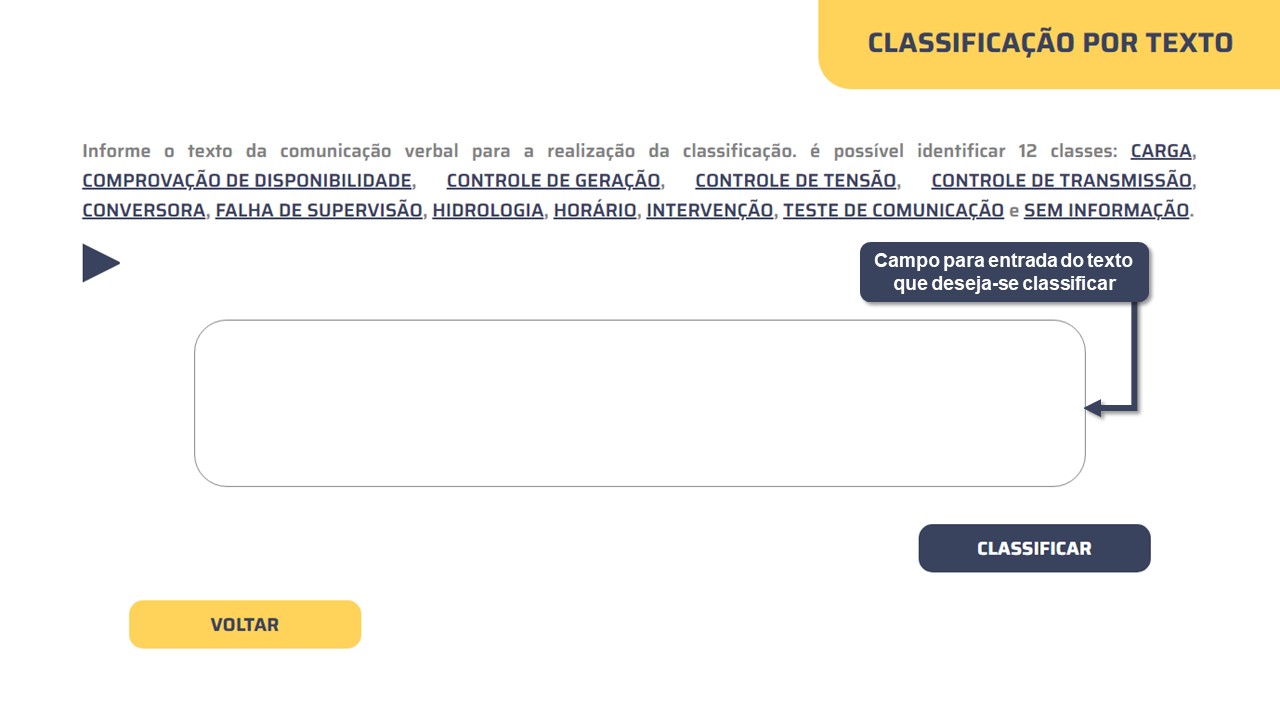 CLASSIFICAÇÃO POR TEXTO
Informe o texto da comunicação verbal para a realização da classificação. é possível identificar 12 classes: CARGA,
COMPROVAÇÃO DE DISPONIBILIDADE, CONTROLE DE GERAÇÃO, CONTROLE DE TENSÃO, CONTROLE DE TRANSMISSÃO,
CONVERSORA, FALHA DE SUPERVISÃO, HIDROLOGIA, HORÁRIO, INTERVENÇÃO, TESTE DE COMUNICAÇÃO e SEM INFORMAÇÃO.
Campo para entrada do texto
que deseja-se classificar
CLASSIFICAR
VOLTAR